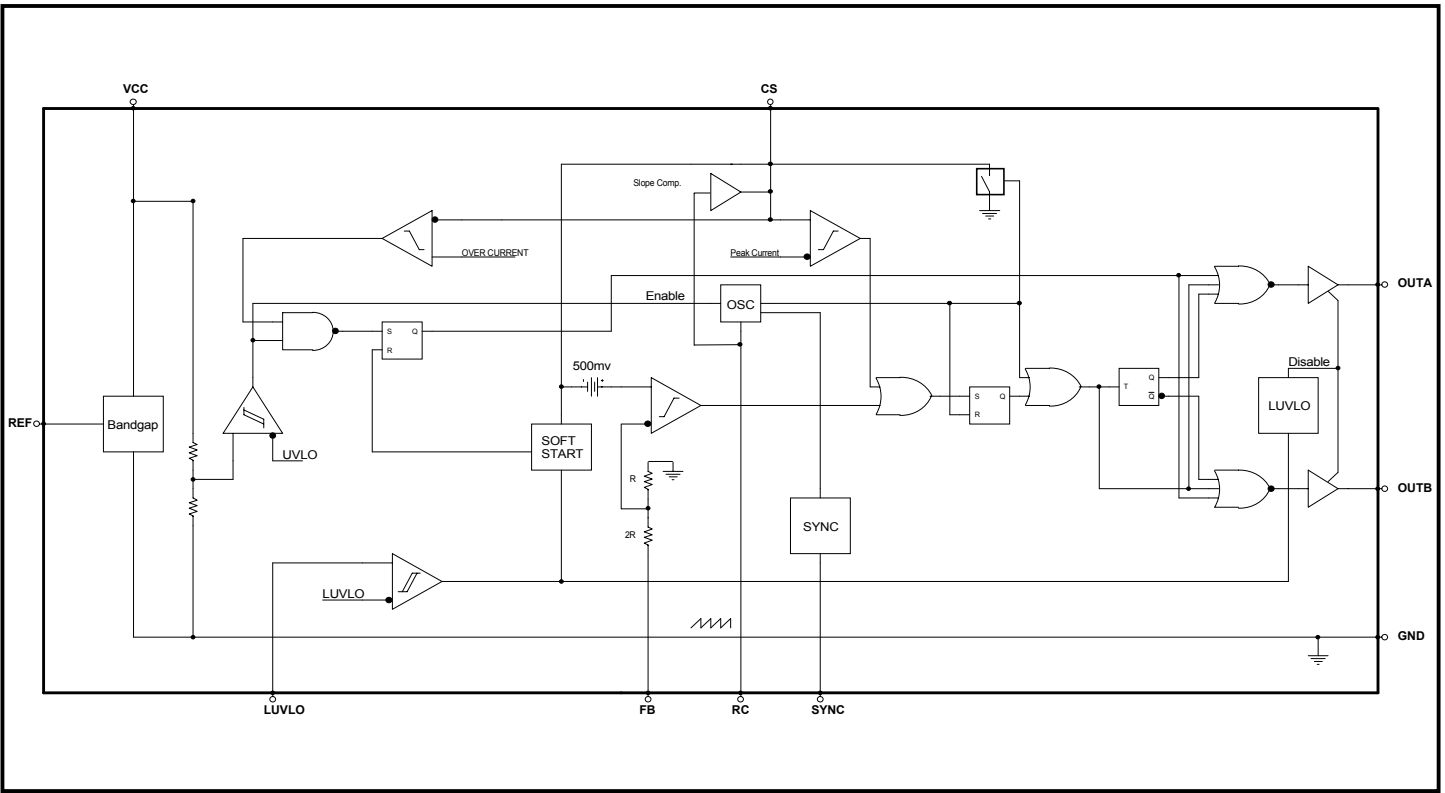 VCC
CS
Slope Comp.
OVER CURRENT
Peak Current
Enable
OSC
OUTA
S Q
R
500mv
Disable
T Q
Q̅
S Q
R
LUVLO
REF
Bandgap
UVLO
SOFT
START
R
2R
OUTB
SYNC
LUVLO
GND
LUVLO
FB
RC
SYNC